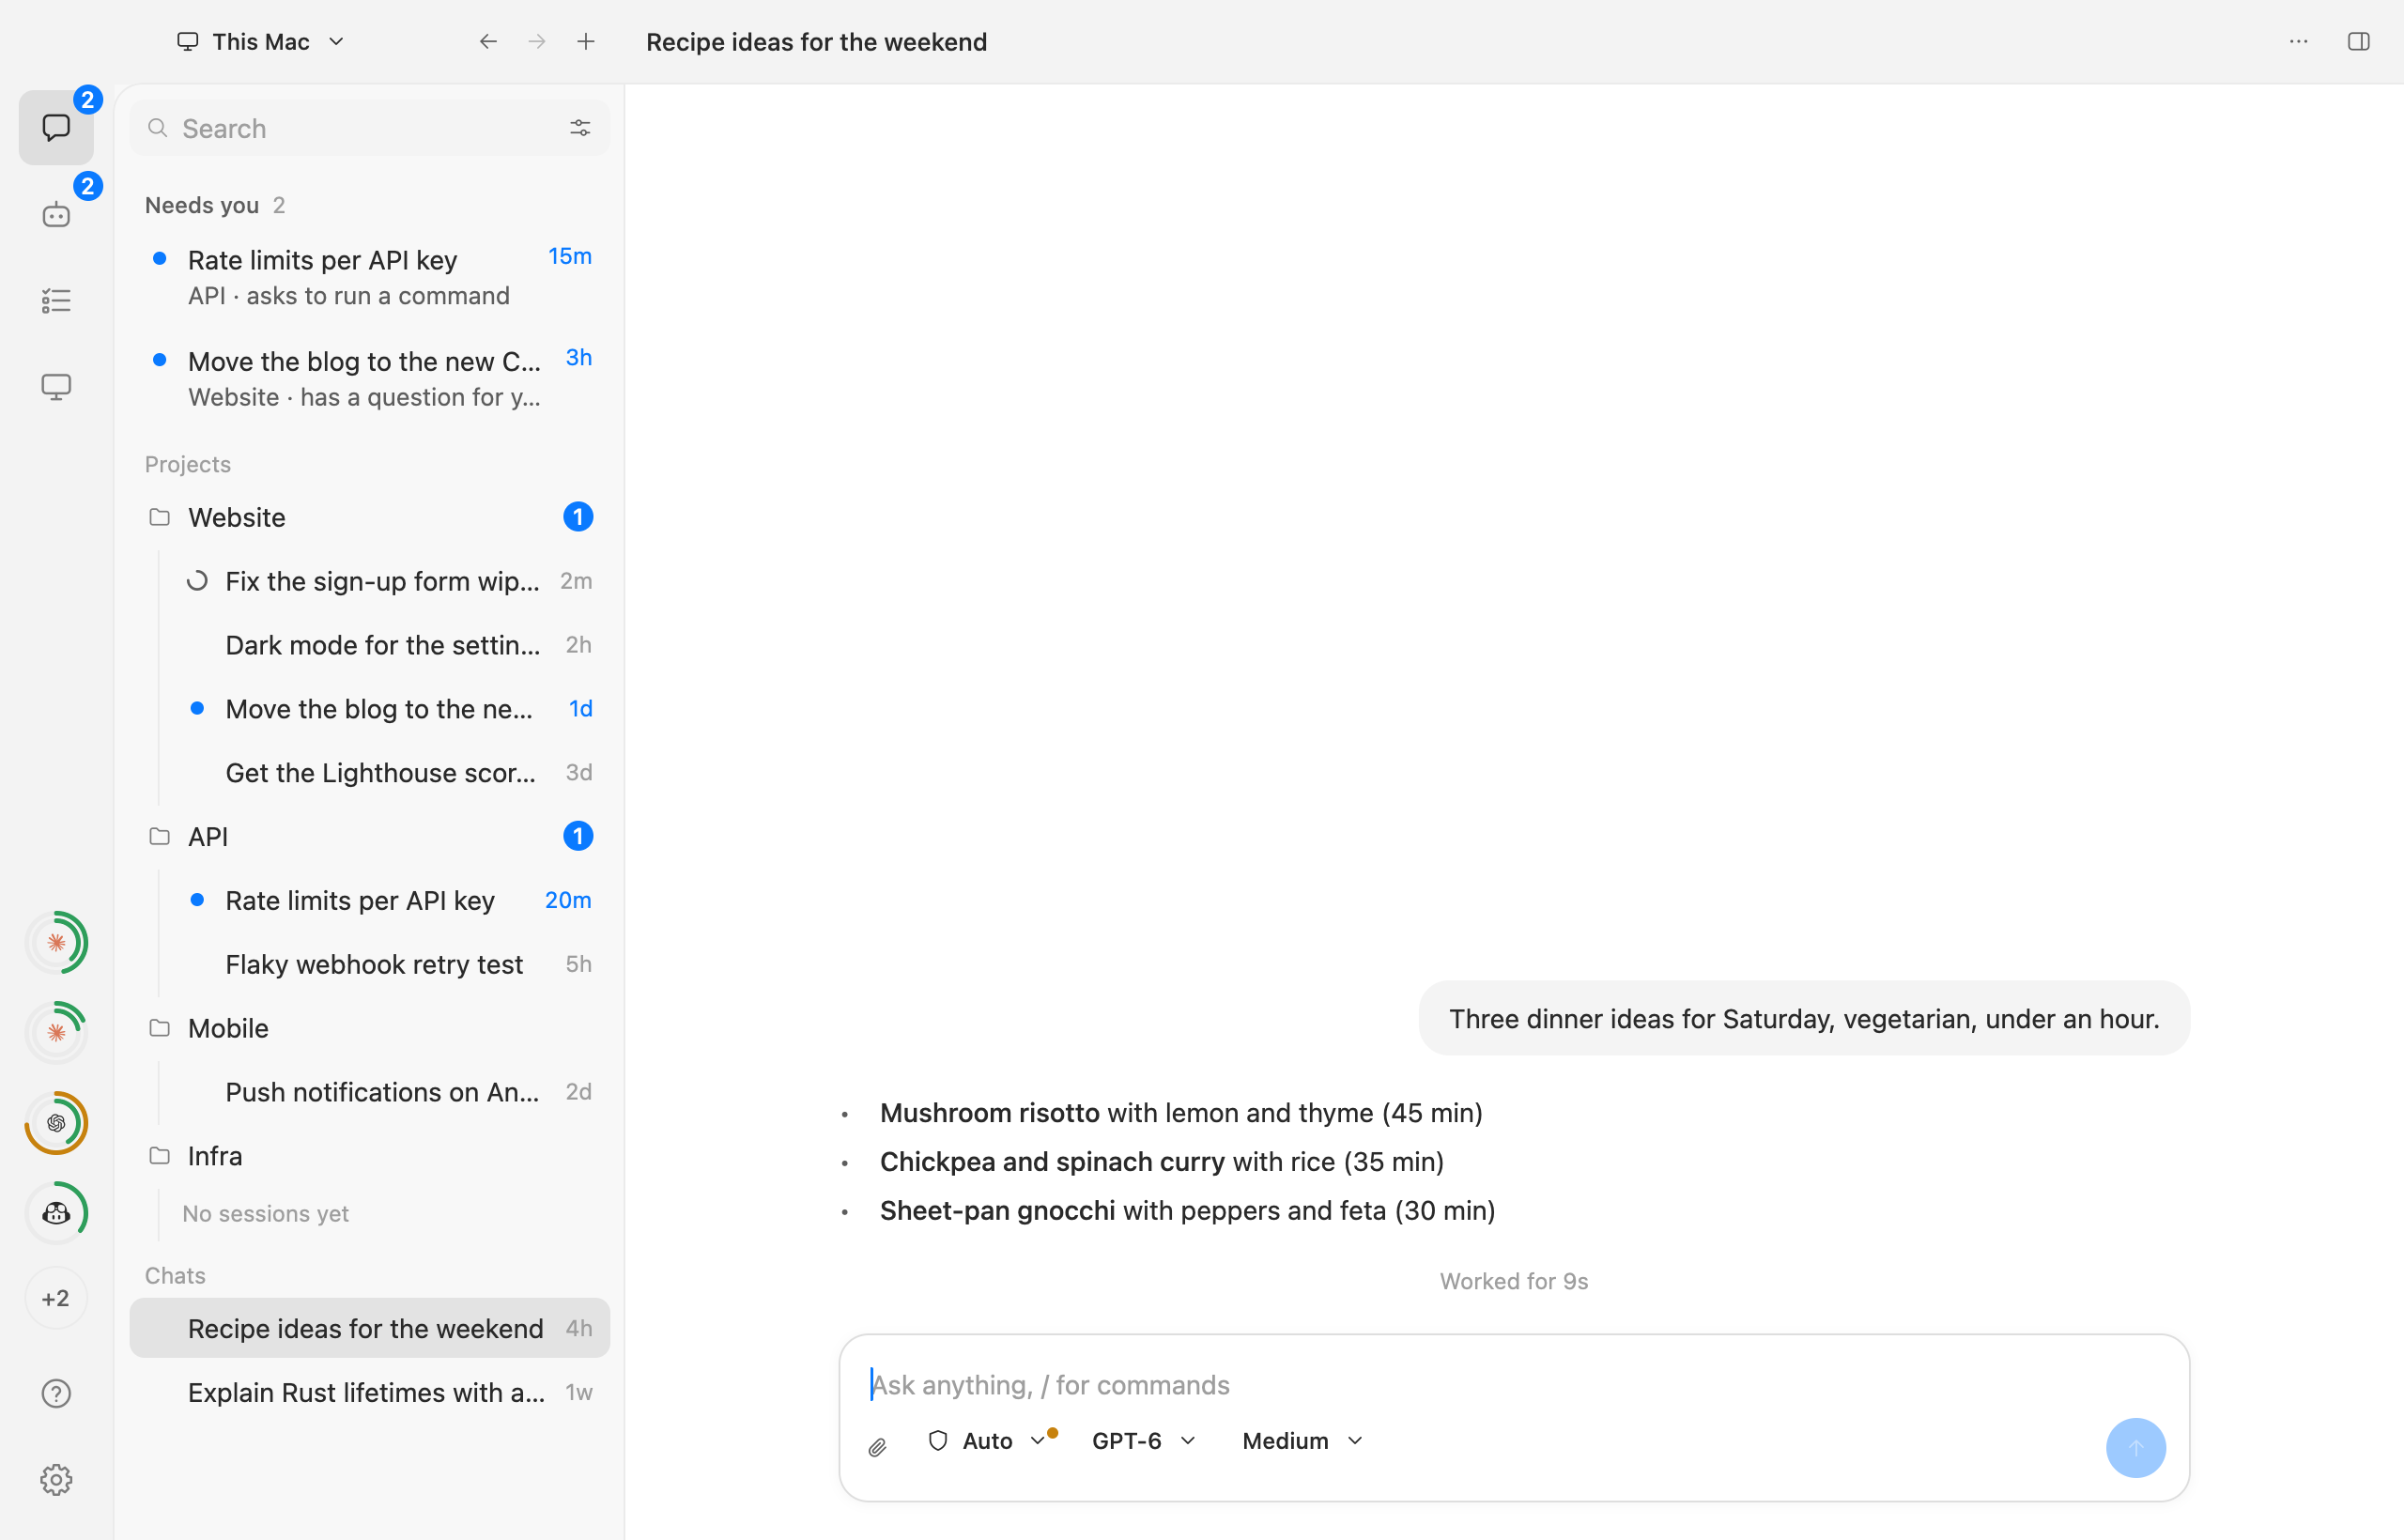 This Mac
Recipe ideas for the weekend
2
Search
2
Needs you 2
Rate limits per API key 15m
API · asks to run a command
Move the blog to the new C... 3h
Website · has a question for y...
Projects
Website 1
Fix the sign-up form wip... 2m
Dark mode for the settin... 2h
Move the blog to the ne... 1d
Get the Lighthouse scor... 3d
API 1
Rate limits per API key 20m
Flaky webhook retry test 5h
Mobile
Push notifications on An... 2d
Infra
No sessions yet
+2
Chats
Recipe ideas for the weekend 4h
Explain Rust lifetimes with a... 1w
Three dinner ideas for Saturday, vegetarian, under an hour.
• Mushroom risotto with lemon and thyme (45 min)
• Chickpea and spinach curry with rice (35 min)
• Sheet-pan gnocchi with peppers and feta (30 min)
Worked for 9s
Ask anything, / for commands
Auto GPT-6 Medium